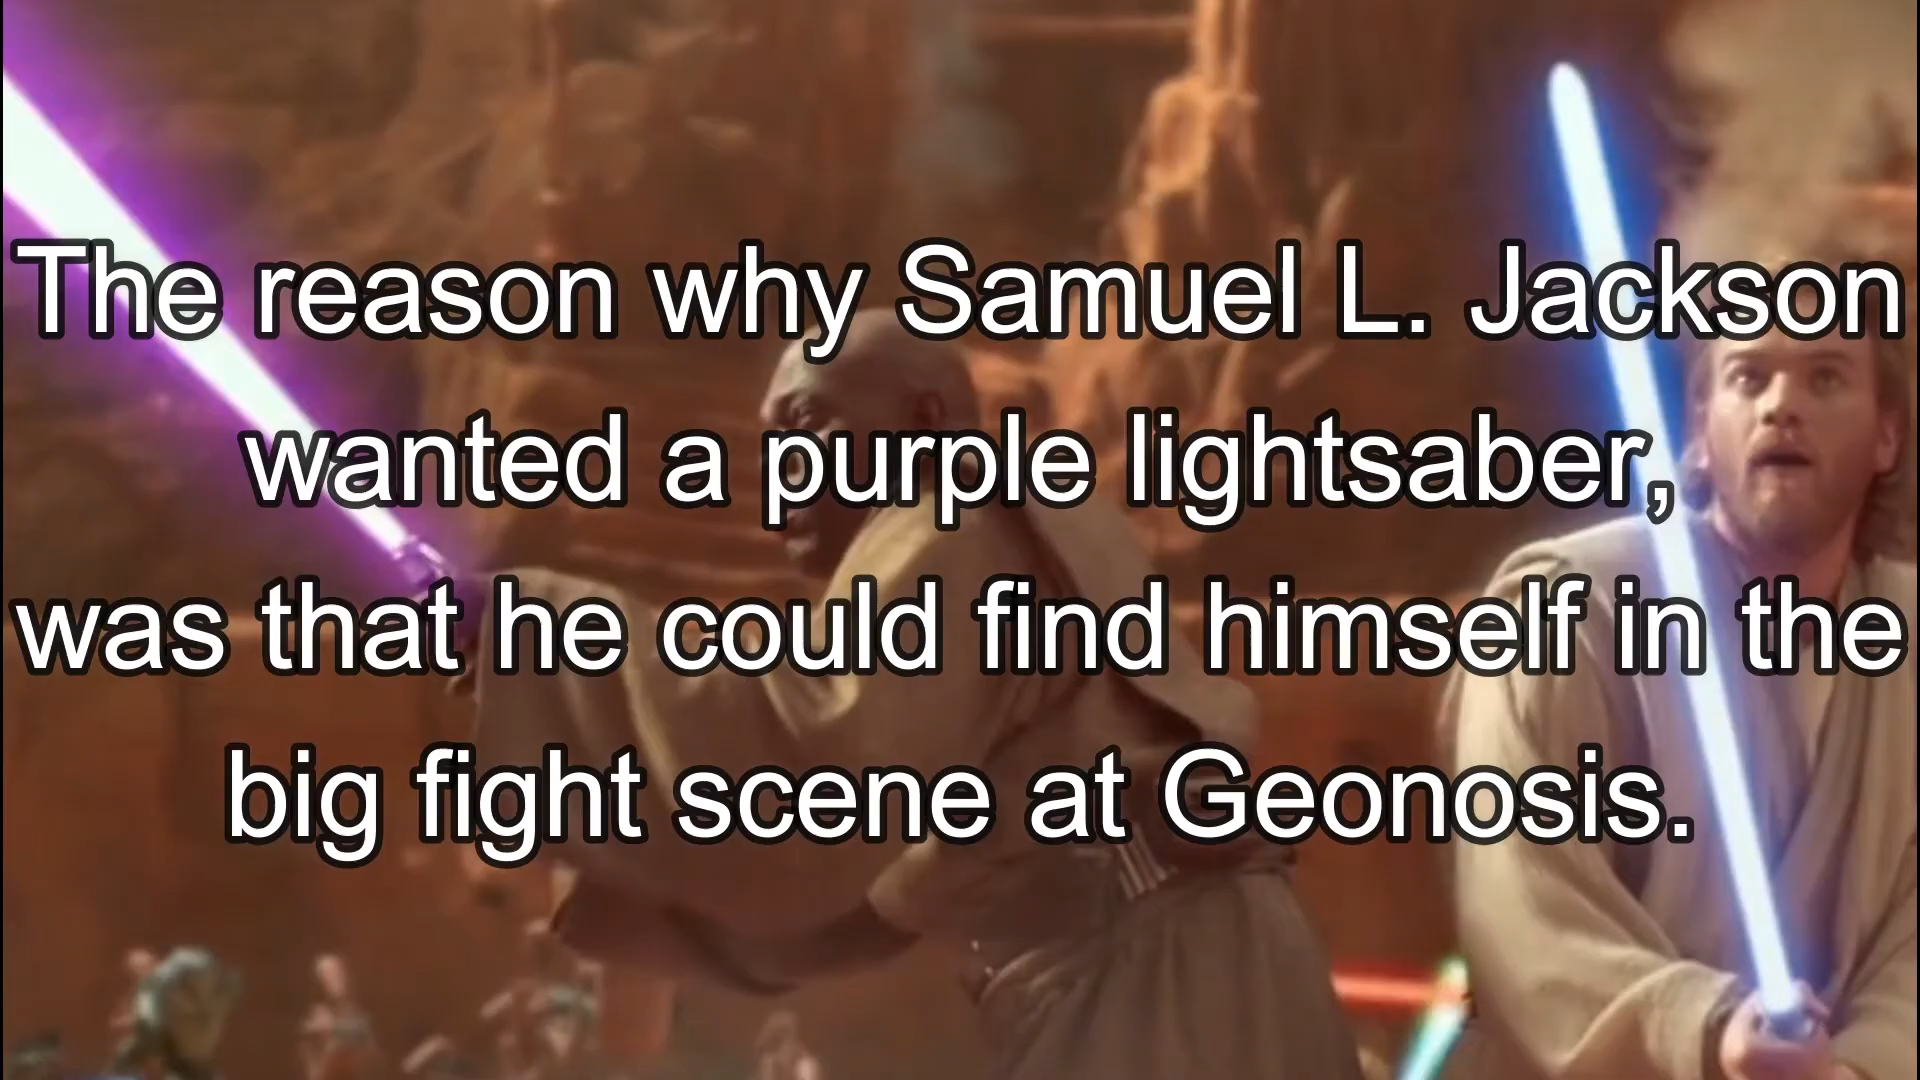 The reason why Samuel L. Jackson
wanted a purple lightsaber,
was that he could find himself in the
big fight scene at Geonosis.